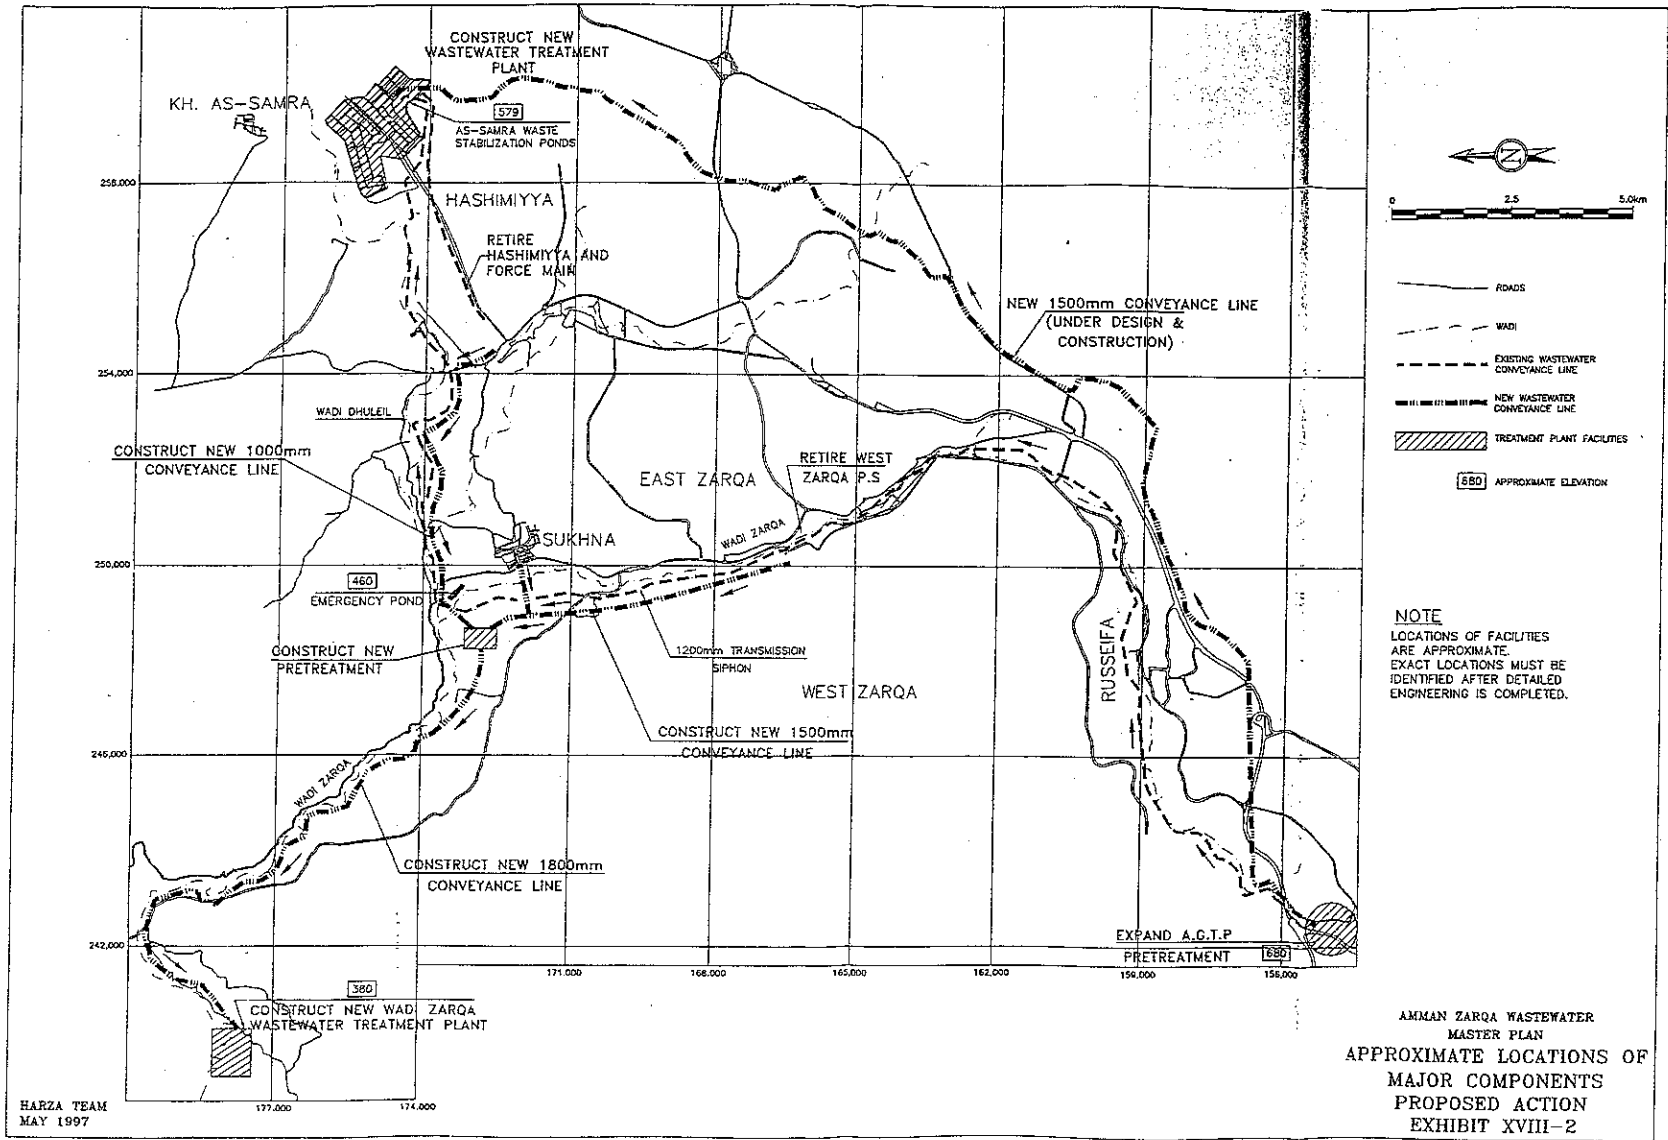 CONSTRUCT NEW
WASTEWATER TREATMENT
PLANT
KH. AS-SAMRA
579
AS-SAMRA WASTE
STABILIZATION PONDS
N
0 2.5 5.0km
258,000
HASHIMIYYA
RETIRE
HASHIMIYYA AND
FORCE MAIN
ROADS
NEW 1500mm CONVEYANCE LINE
(UNDER DESIGN &
CONSTRUCTION)
WADI
EXISTING WASTEWATER
CONVEYANCE LINE
254,000
NEW WASTEWATER
CONVEYANCE LINE
WADI DHULEIL
TREATMENT PLANT FACILITIES
CONSTRUCT NEW 1000mm
CONVEYANCE LINE
RETIRE WEST
ZARQA P.S
EAST ZARQA
680 APPROXIMATE ELEVATION
WADI ZARQA
SUKHNA
250,000
460
EMERGENCY POND
NOTE
LOCATIONS OF FACILITIES
ARE APPROXIMATE.
EXACT LOCATIONS MUST BE
IDENTIFIED AFTER DETAILED
ENGINEERING IS COMPLETED.
CONSTRUCT NEW
PRETREATMENT
1200mm TRANSMISSION
SIPHON
RUSSEIFA
WEST ZARQA
CONSTRUCT NEW 1500mm
CONVEYANCE LINE
WADI ZARQA
CONSTRUCT NEW 1800mm
CONVEYANCE LINE
EXPAND A.G.T.P
PRETREATMENT
680
242,000
171,000 168,000 165,000 162,000 159,000
380
CONSTRUCT NEW WADI ZARQA
WASTEWATER TREATMENT PLANT
177,000 174,000
HARZA TEAM
MAY 1997
AMMAN ZARQA WASTEWATER
MASTER PLAN
APPROXIMATE LOCATIONS OF
MAJOR COMPONENTS
PROPOSED ACTION
EXHIBIT XVIII-2